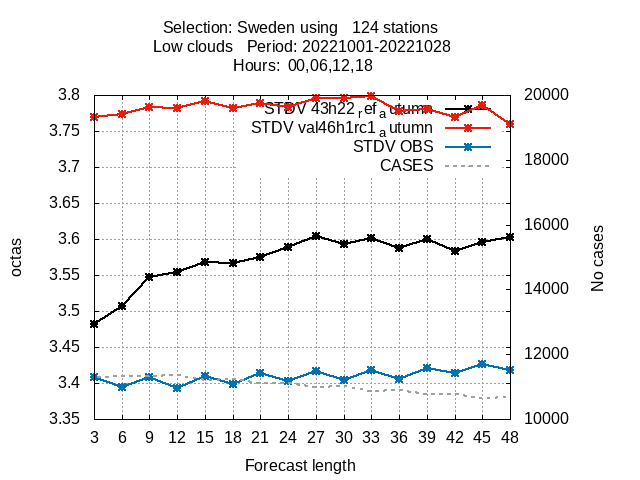 Selection: Sweden using   124 stations
Low clouds   Period: 20221001-20221028
Hours:  00,06,12,18
STDV 43h22_ref_autumn
STDV val46h1rc1_autumn
STDV OBS
CASES
3.8
3.75
3.7
3.65
3.6
3.55
3.5
3.45
3.4
3.35
octas
20000
18000
16000
14000
12000
10000
No cases
3 6 9 12 15 18 21 24 27 30 33 36 39 42 45 48
Forecast length